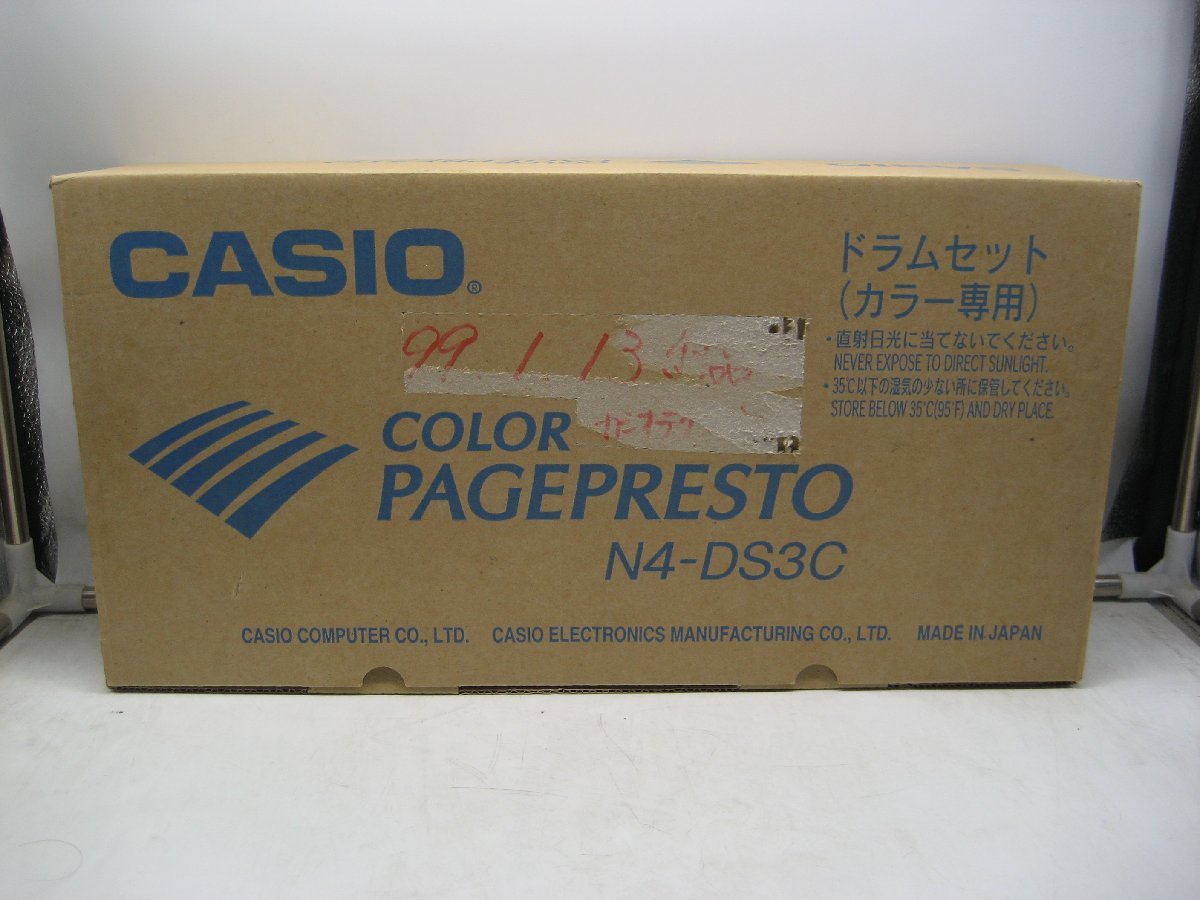 CASIO®
ドラムセット
（カラー専用）
・直射日光に当てないでください。
NEVER EXPOSE TO DIRECT SUNLIGHT.
・35℃以下の湿気の少ない所に保管してください。
STORE BELOW 35℃(95°F) AND DRY PLACE.
99.1.13
COLOR
PAGEPRESTO
N4-DS3C
CASIO COMPUTER CO., LTD. CASIO ELECTRONICS MANUFACTURING CO., LTD. MADE IN JAPAN